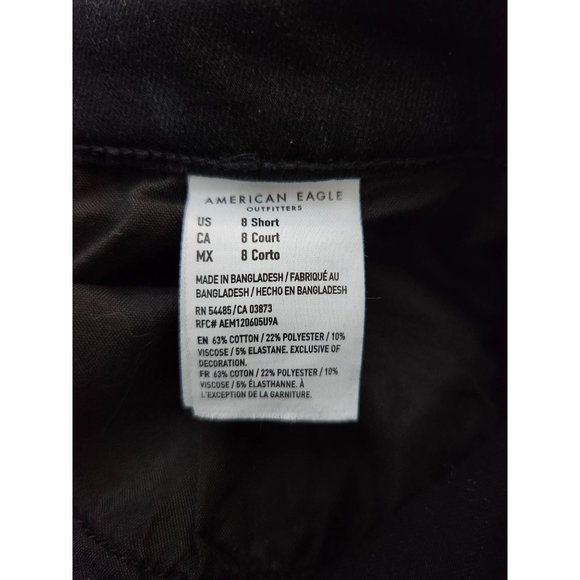 AMERICAN EAGLE
OUTFITTERS
US 8 Short
CA 8 Court
MX 8 Corto
MADE IN BANGLADESH / FABRIQUÉ AU
BANGLADESH / HECHO EN BANGLADESH
RN 54485/CA 03873
RFC# AEM120605U9A
EN 63% COTTON / 22% POLYESTER / 10%
VISCOSE / 5% ELASTANE. EXCLUSIVE OF
DECORATION.
FR 63% COTON / 22% POLYESTER / 10%
VISCOSE / 5% ÉLASTHANNE. À
L'EXCEPTION DE LA GARNITURE.